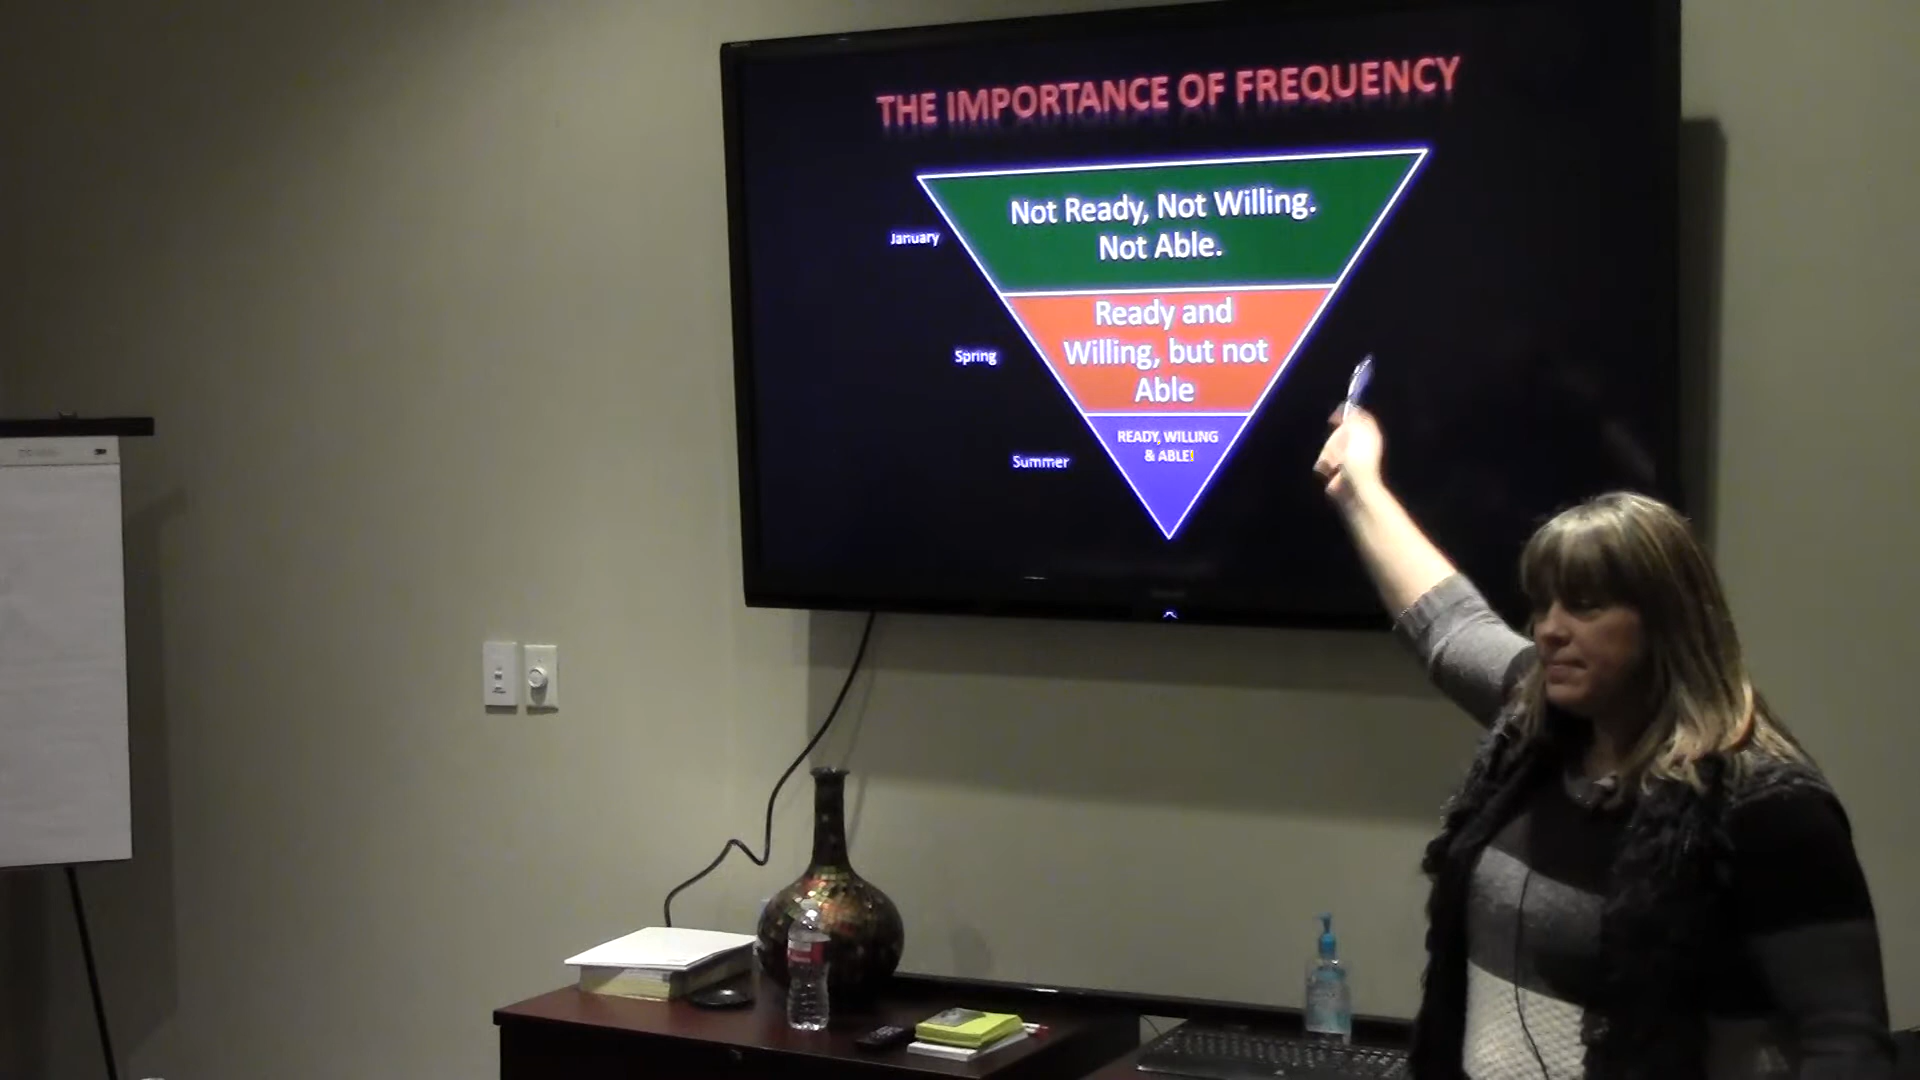 THE IMPORTANCE OF FREQUENCY
Not Ready, Not Willing.
Not Able.
January
Ready and
Willing, but not
Able
Spring
READY, WILLING
& ABLE!
Summer